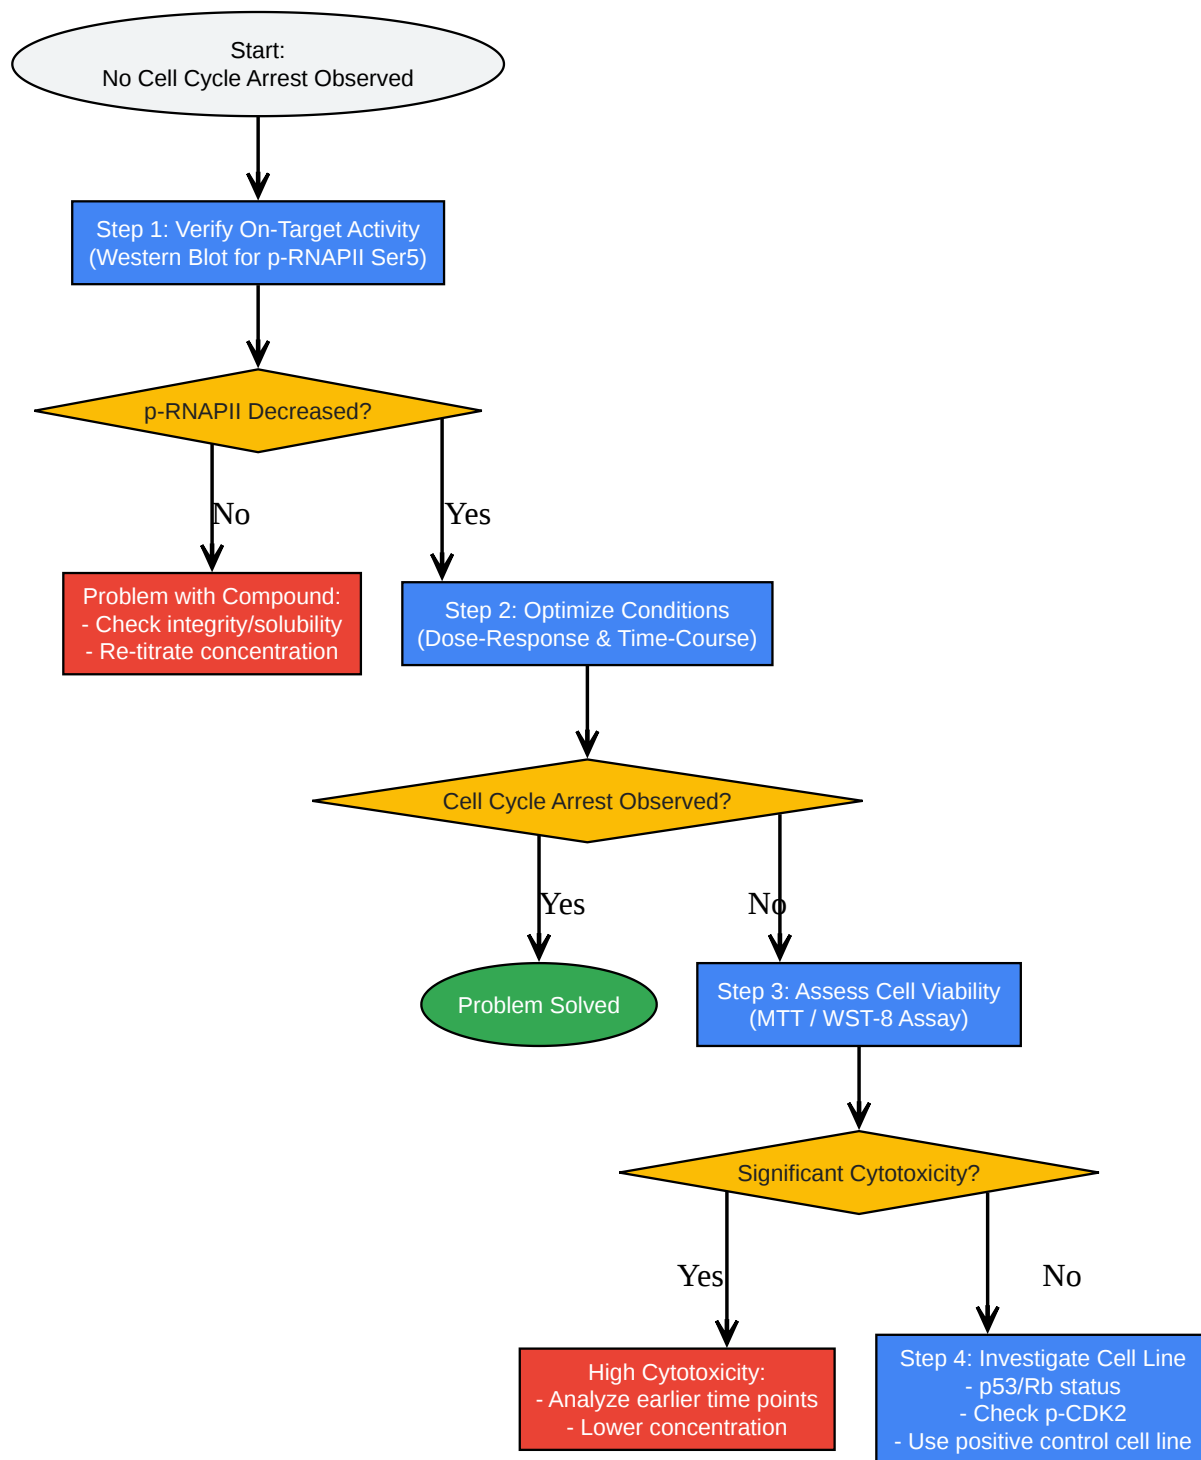 Start:
No Cell Cycle Arrest Observed
Step 1: Verify On-Target Activity
(Western Blot for p-RNAPII Ser5)
p-RNAPII Decreased?
No
Yes
Problem with Compound:
- Check integrity/solubility
- Re-titrate concentration
Step 2: Optimize Conditions
(Dose-Response & Time-Course)
Cell Cycle Arrest Observed?
Yes
No
Problem Solved
Step 3: Assess Cell Viability
(MTT / WST-8 Assay)
Significant Cytotoxicity?
Yes
No
High Cytotoxicity:
- Analyze earlier time points
- Lower concentration
Step 4: Investigate Cell Line
- p53/Rb status
- Check p-CDK2
- Use positive control cell line